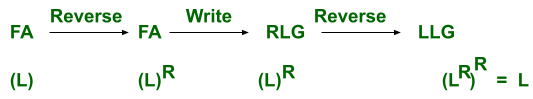 Reverse Write Reverse
FA FA RLG LLG
(L) (L)ᴿ (L)ᴿ (Lᴿ)ᴿ = L